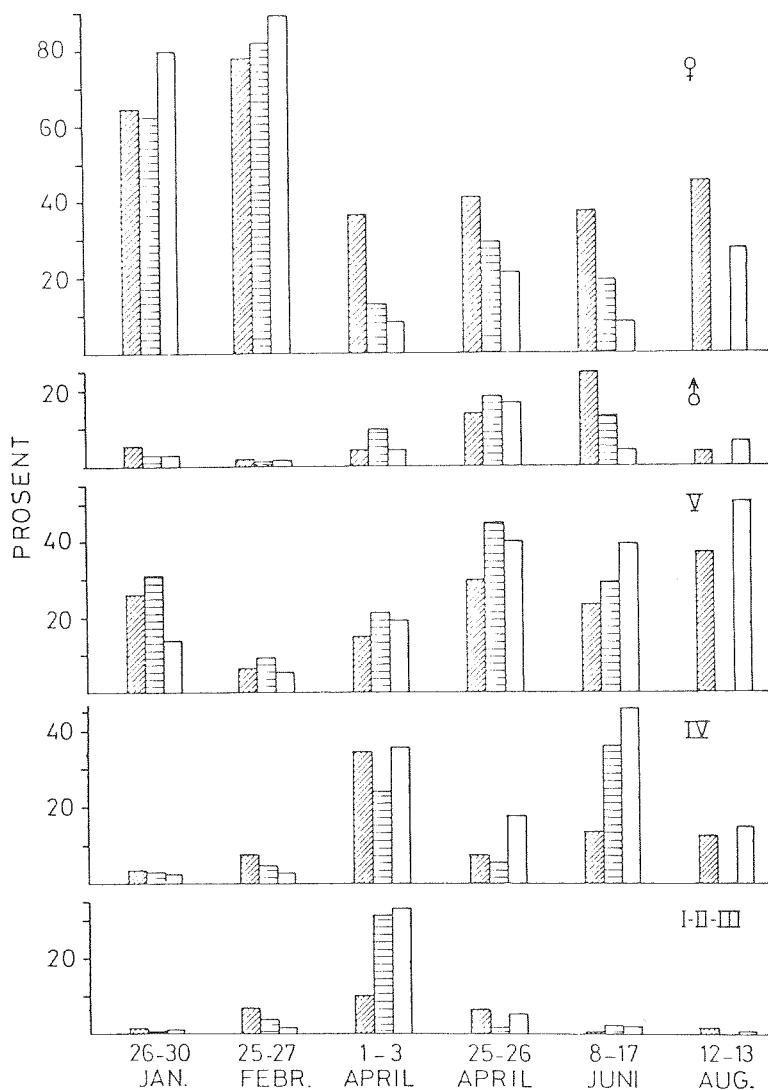 80
60
40
20
♀
20
♂
PROSENT
V
40
20
IV
40
20
I-II-III
20
26-30 25-27 1-3 25-26 8-17 12-13
JAN. FEBR. APRIL APRIL JUNI AUG.